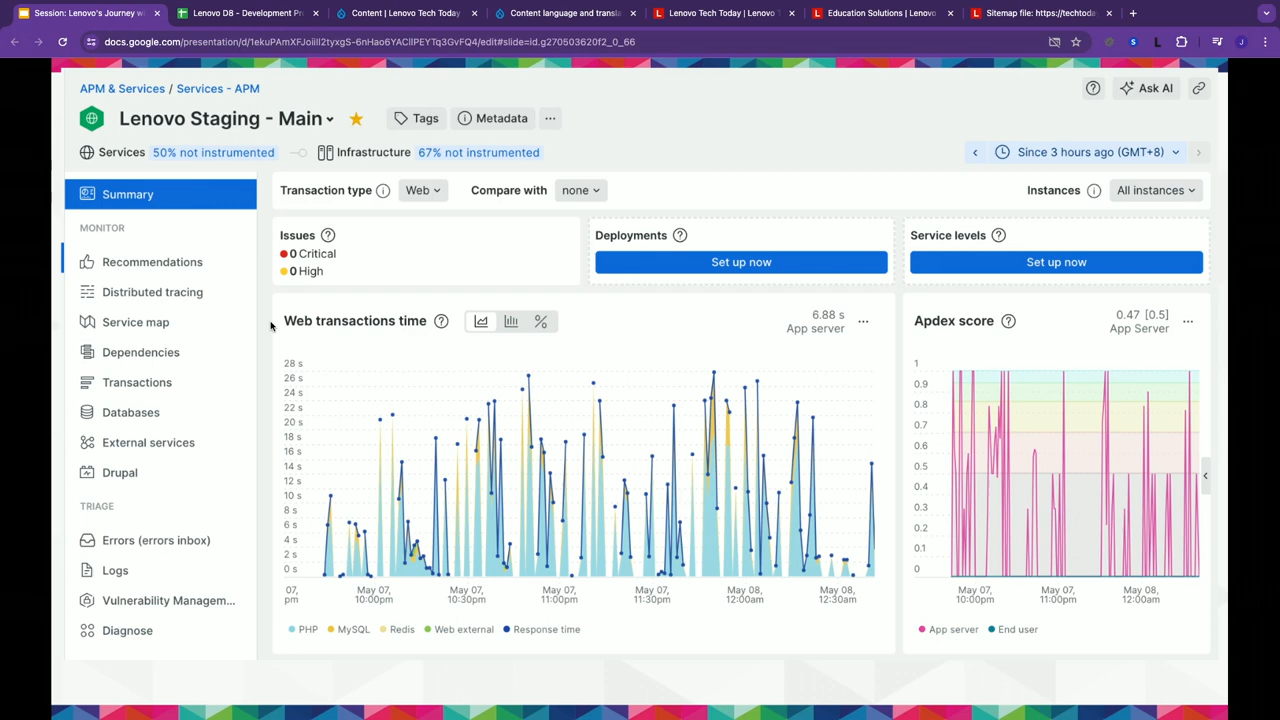 Session: Lenovo's Journey wi
Lenovo D8 - Development Pr
Content | Lenovo Tech Today
Content language and transla
Lenovo Tech Today | Lenovo T
Education Solutions | Lenovo
Sitemap file: https://techtoda
docs.google.com/presentation/d/1ekuPAmXFJoiill2tyxgS-6nHao6YAClIPEYTq3GvFQ4/edit#slide=id.g270503620f2_0_66
APM & Services / Services - APM
Ask AI
Lenovo Staging - Main
Tags
Metadata
Services 50% not instrumented
Infrastructure 67% not instrumented
Since 3 hours ago (GMT+8)
Summary
MONITOR
Recommendations
Distributed tracing
Service map
Dependencies
Transactions
Databases
External services
Drupal
TRIAGE
Errors (errors inbox)
Logs
Vulnerability Managem...
Diagnose
Transaction type Web
Compare with none
Instances All instances
Issues
0 Critical
0 High
Deployments
Set up now
Service levels
Set up now
Web transactions time
6.88 s
App server
28 s
26 s
24 s
22 s
20 s
18 s
16 s
14 s
12 s
10 s
8 s
6 s
4 s
2 s
0 s
07,
pm
May 07,
10:00pm
May 07,
10:30pm
May 07,
11:00pm
May 07,
11:30pm
May 08,
12:00am
May 08,
12:30am
PHP MySQL Redis Web external Response time
Apdex score
0.47 [0.5]
App Server
1
0.9
0.8
0.7
0.6
0.5
0.4
0.3
0.2
0.1
0
May 07,
10:00pm
May 07,
11:00pm
May 08,
12:00am
App server End user